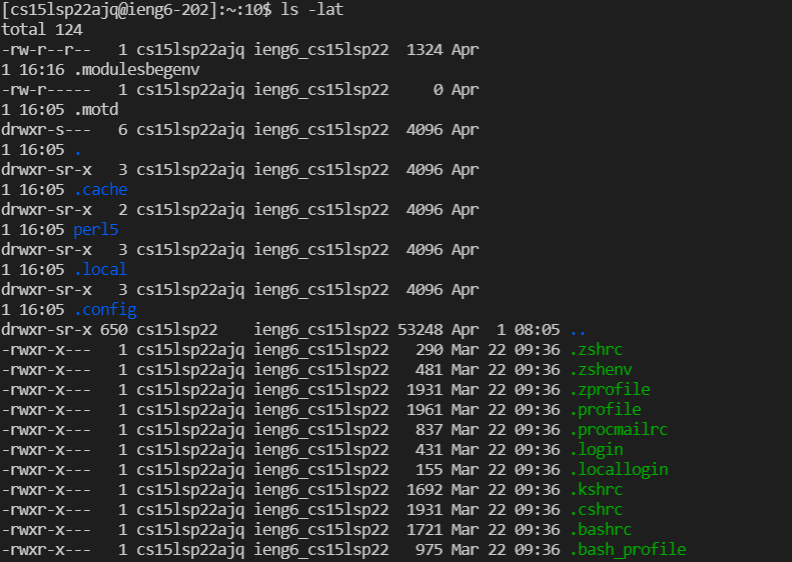 [cs15lsp22ajq@ieng6-202]:~:10$ ls -lat
total 124
-rw-r--r--   1 cs15lsp22ajq ieng6_cs15lsp22  1324 Apr
1 16:16 .modulesbegenv
-rw-r-----   1 cs15lsp22ajq ieng6_cs15lsp22     0 Apr
1 16:05 .motd
drwxr-s---   6 cs15lsp22ajq ieng6_cs15lsp22  4096 Apr
1 16:05 .
drwxr-sr-x   3 cs15lsp22ajq ieng6_cs15lsp22  4096 Apr
1 16:05 .cache
drwxr-sr-x   2 cs15lsp22ajq ieng6_cs15lsp22  4096 Apr
1 16:05 perl5
drwxr-sr-x   3 cs15lsp22ajq ieng6_cs15lsp22  4096 Apr
1 16:05 .local
drwxr-sr-x   3 cs15lsp22ajq ieng6_cs15lsp22  4096 Apr
1 16:05 .config
drwxr-sr-x 650 cs15lsp22    ieng6_cs15lsp22 53248 Apr  1 08:05 ..
-rwxr-x---   1 cs15lsp22ajq ieng6_cs15lsp22   290 Mar 22 09:36 .zshrc
-rwxr-x---   1 cs15lsp22ajq ieng6_cs15lsp22   481 Mar 22 09:36 .zshenv
-rwxr-x---   1 cs15lsp22ajq ieng6_cs15lsp22  1931 Mar 22 09:36 .zprofile
-rwxr-x---   1 cs15lsp22ajq ieng6_cs15lsp22  1961 Mar 22 09:36 .profile
-rwxr-x---   1 cs15lsp22ajq ieng6_cs15lsp22   837 Mar 22 09:36 .procmailrc
-rwxr-x---   1 cs15lsp22ajq ieng6_cs15lsp22   431 Mar 22 09:36 .login
-rwxr-x---   1 cs15lsp22ajq ieng6_cs15lsp22   155 Mar 22 09:36 .locallogin
-rwxr-x---   1 cs15lsp22ajq ieng6_cs15lsp22  1692 Mar 22 09:36 .kshrc
-rwxr-x---   1 cs15lsp22ajq ieng6_cs15lsp22  1931 Mar 22 09:36 .cshrc
-rwxr-x---   1 cs15lsp22ajq ieng6_cs15lsp22  1721 Mar 22 09:36 .bashrc
-rwxr-x---   1 cs15lsp22ajq ieng6_cs15lsp22   975 Mar 22 09:36 .bash_profile